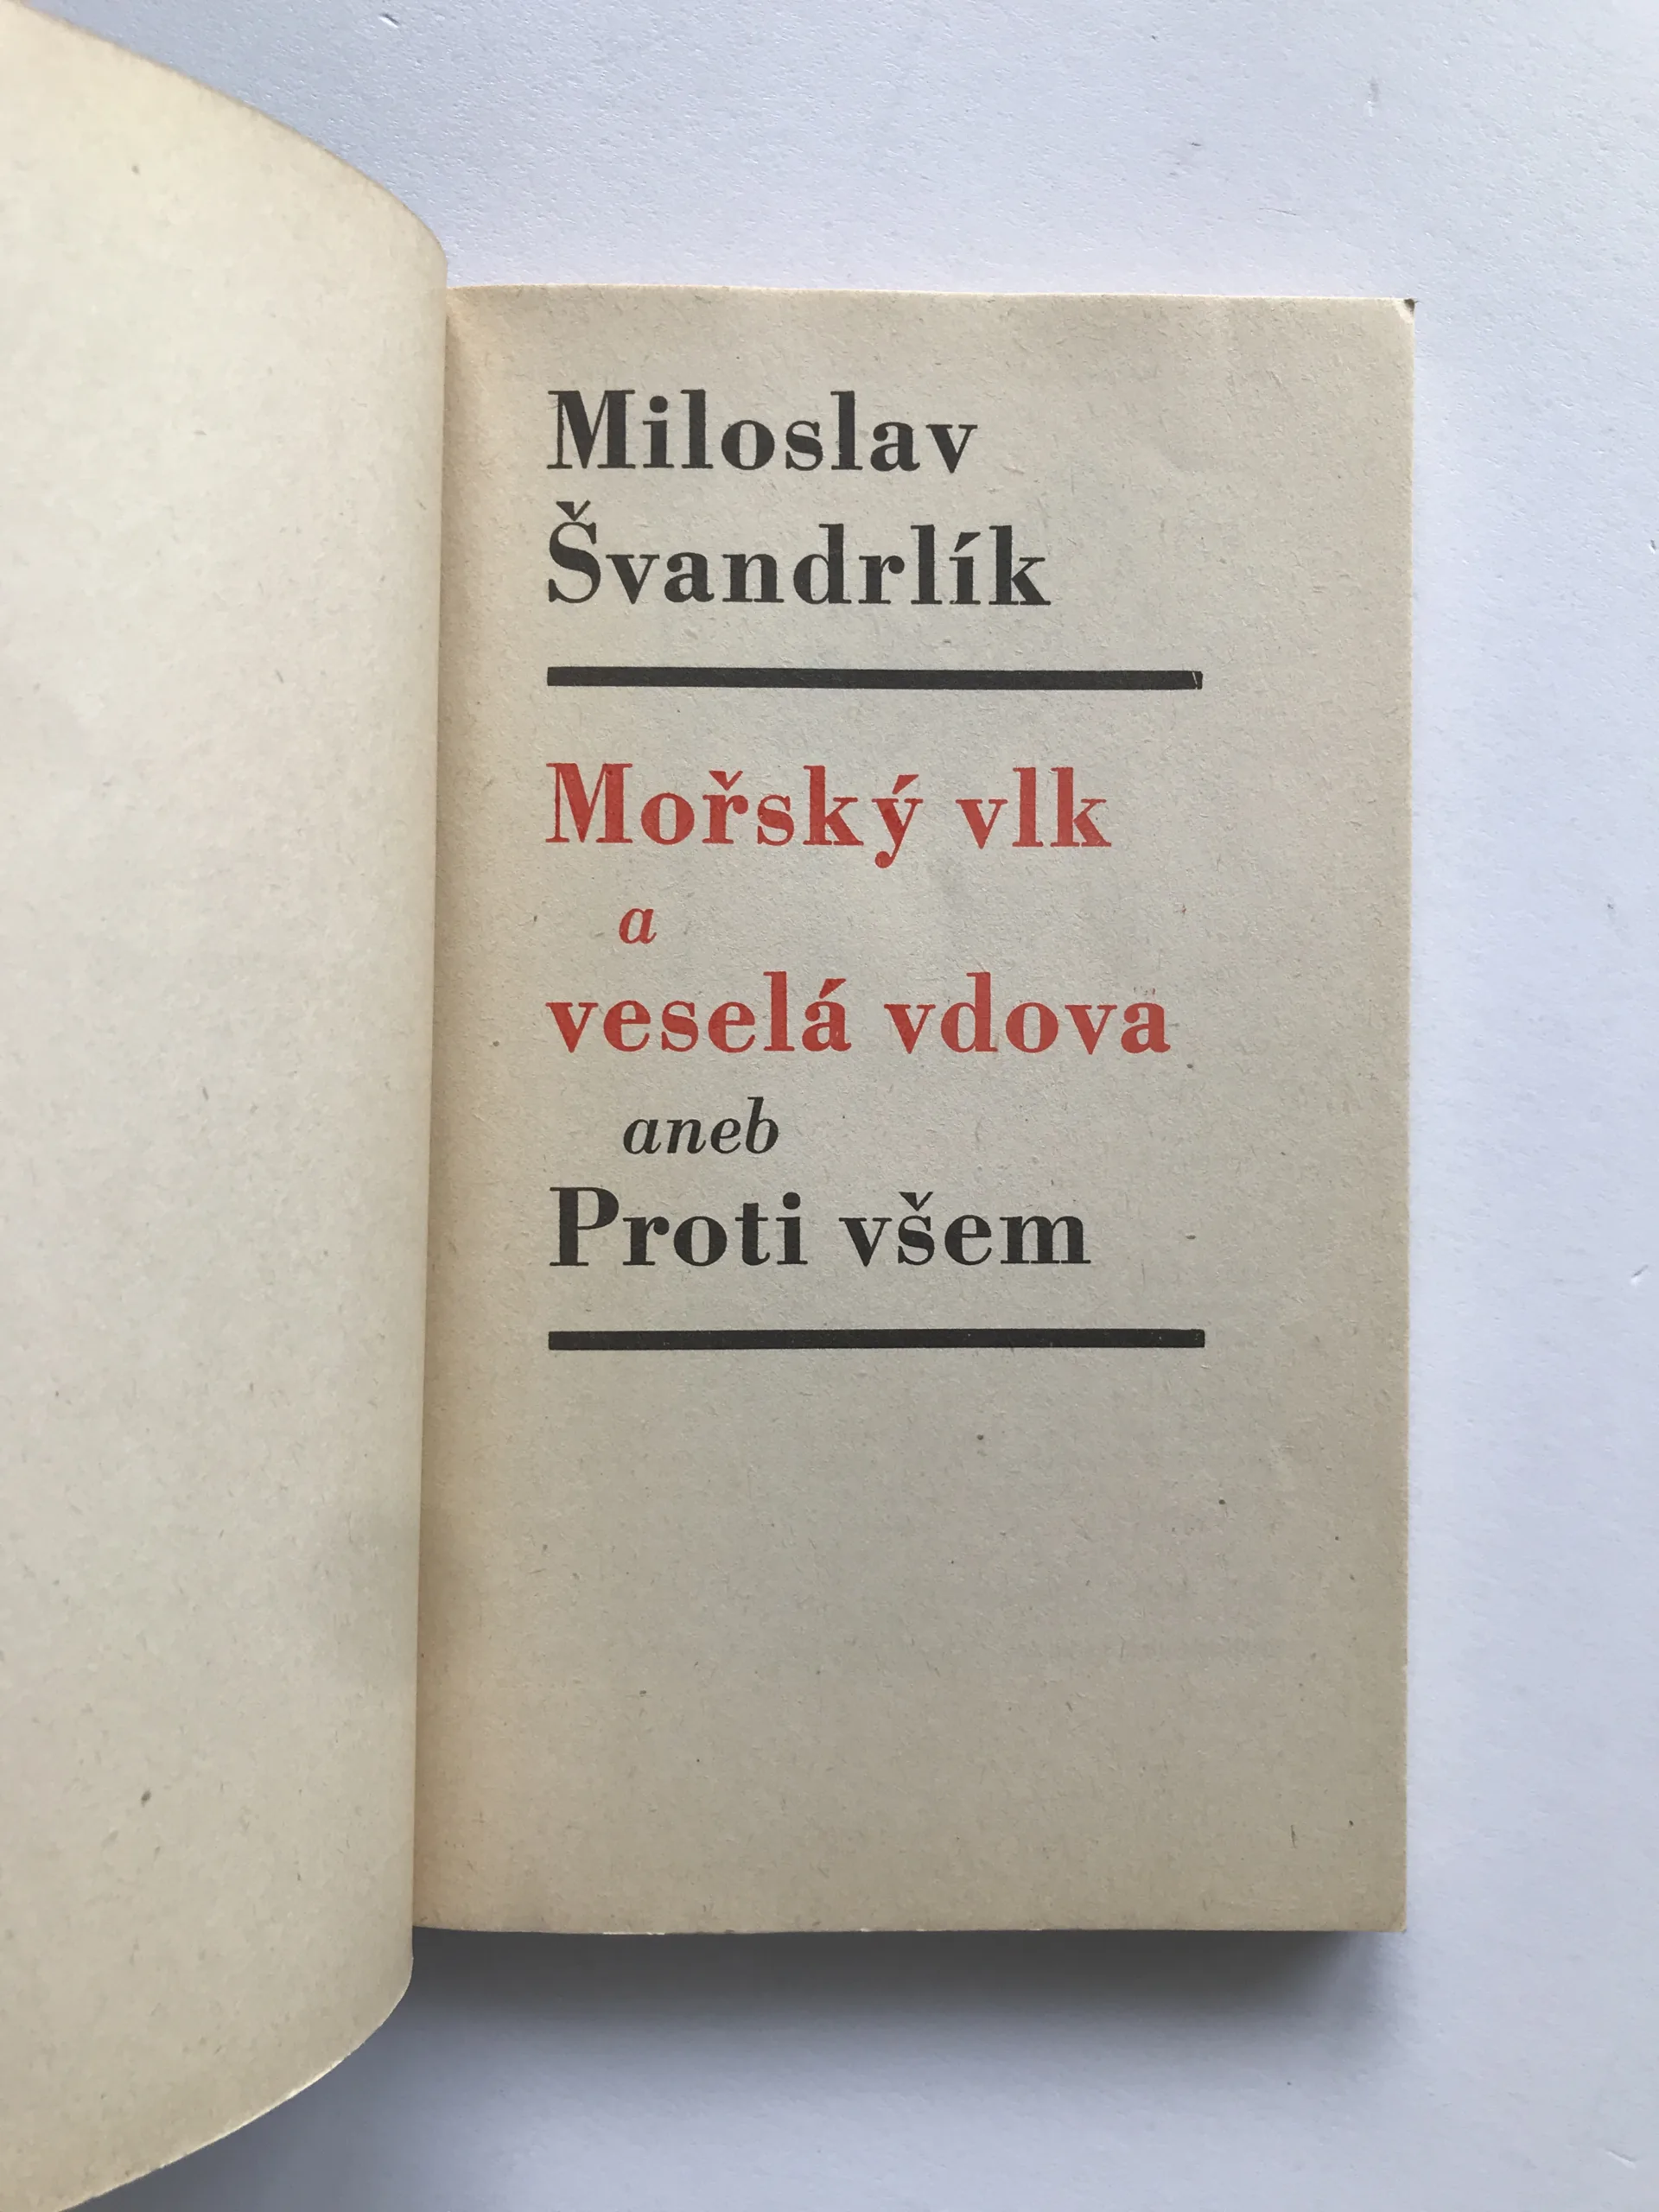 Miloslav
Švandrlík
Mořský vlk
a
veselá vdova
aneb
Proti všem